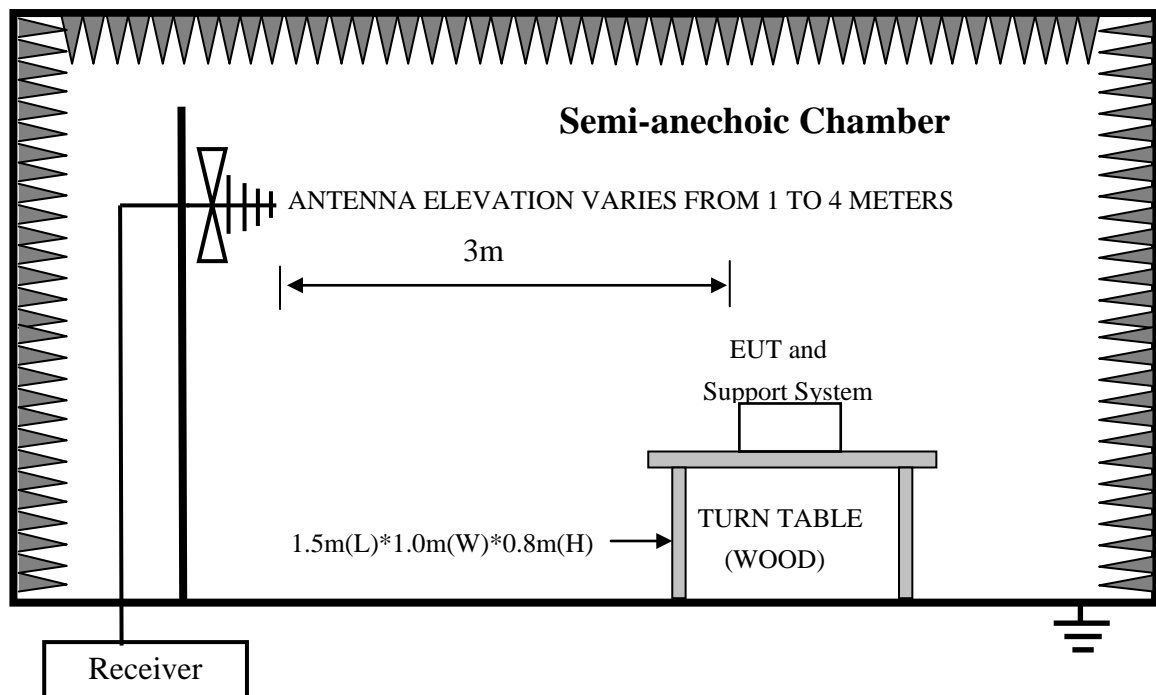 Semi-anechoic Chamber
ANTENNA ELEVATION VARIES FROM 1 TO 4 METERS
3m
EUT and
Support System
TURN TABLE
(WOOD)
1.5m(L)*1.0m(W)*0.8m(H)
Receiver